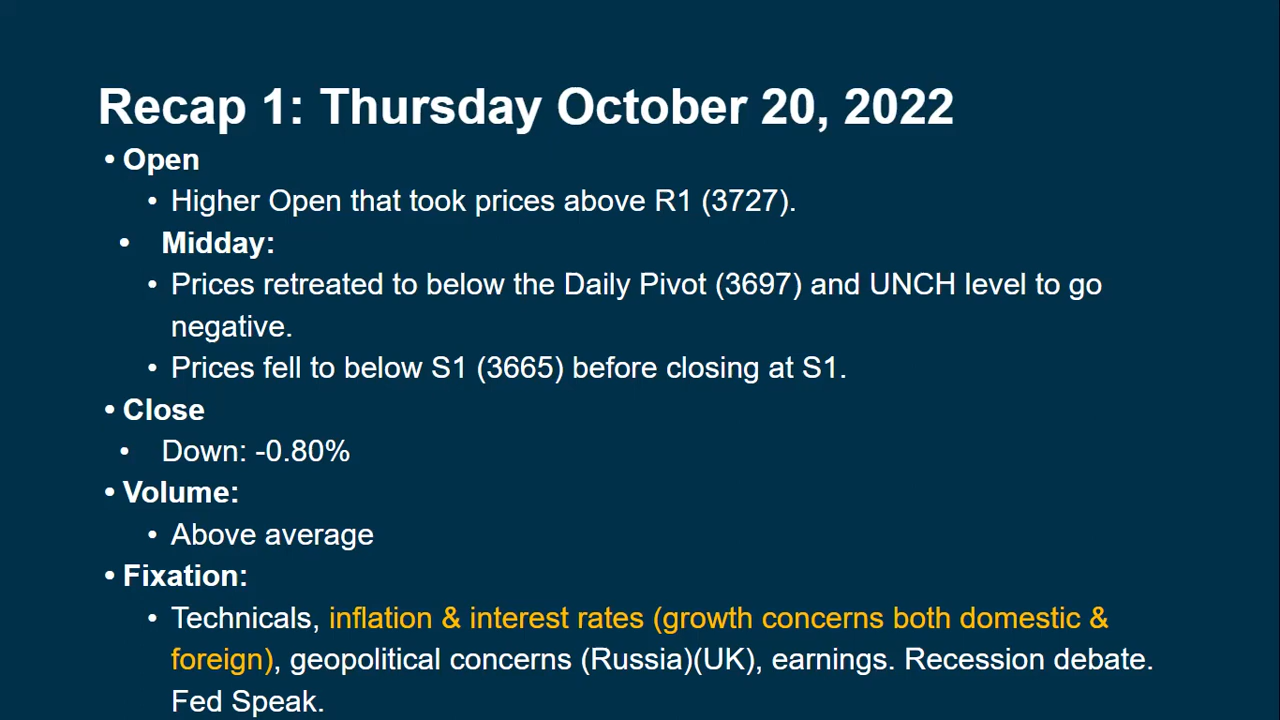 Recap 1: Thursday October 20, 2022
• Open
• Higher Open that took prices above R1 (3727).
• Midday:
• Prices retreated to below the Daily Pivot (3697) and UNCH level to go
negative.
• Prices fell to below S1 (3665) before closing at S1.
• Close
• Down: -0.80%
• Volume:
• Above average
• Fixation:
• Technicals, inflation & interest rates (growth concerns both domestic &
foreign), geopolitical concerns (Russia)(UK), earnings. Recession debate.
Fed Speak.